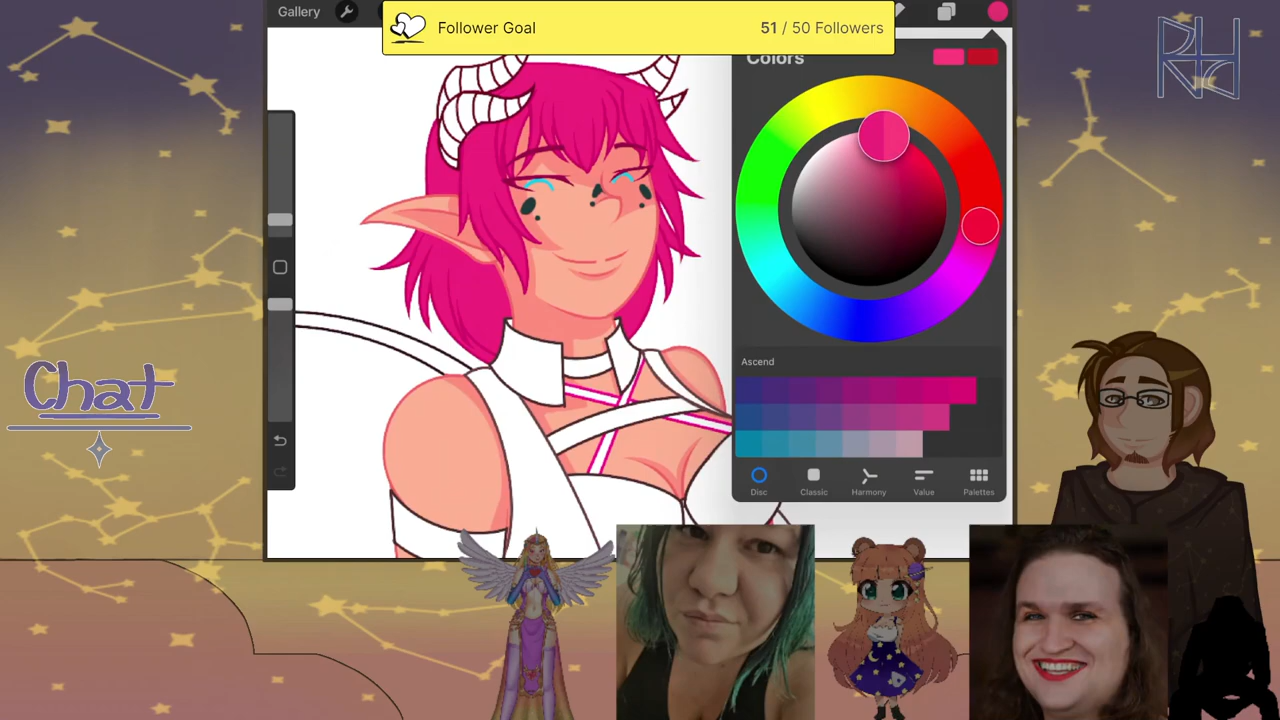 Gallery
Follower Goal
51 / 50 Followers
Colors
Ascend
Disc
Classic
Harmony
Value
Palettes
Chat